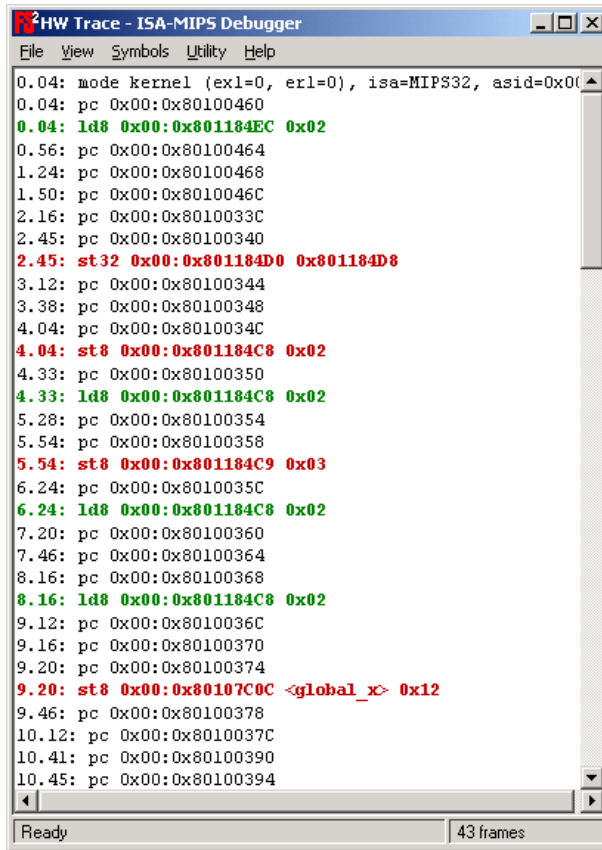 FS2 HW Trace - ISA-MIPS Debugger
File View Symbols Utility Help
0.04: mode kernel (exl=0, erl=0), isa=MIPS32, asid=0x00
0.04: pc 0x00:0x80100460
0.04: ld8 0x00:0x801184EC 0x02
0.56: pc 0x00:0x80100464
1.24: pc 0x00:0x80100468
1.50: pc 0x00:0x8010046C
2.16: pc 0x00:0x8010033C
2.45: pc 0x00:0x80100340
2.45: st32 0x00:0x801184D0 0x801184D8
3.12: pc 0x00:0x80100344
3.38: pc 0x00:0x80100348
4.04: pc 0x00:0x8010034C
4.04: st8 0x00:0x801184C8 0x02
4.33: pc 0x00:0x80100350
4.33: ld8 0x00:0x801184C8 0x02
5.28: pc 0x00:0x80100354
5.54: pc 0x00:0x80100358
5.54: st8 0x00:0x801184C9 0x03
6.24: pc 0x00:0x8010035C
6.24: ld8 0x00:0x801184C8 0x02
7.20: pc 0x00:0x80100360
7.46: pc 0x00:0x80100364
8.16: pc 0x00:0x80100368
8.16: ld8 0x00:0x801184C8 0x02
9.12: pc 0x00:0x8010036C
9.16: pc 0x00:0x80100370
9.20: pc 0x00:0x80100374
9.20: st8 0x00:0x80107C0C <global_x> 0x12
9.46: pc 0x00:0x80100378
10.12: pc 0x00:0x8010037C
10.41: pc 0x00:0x80100390
10.45: pc 0x00:0x80100394
Ready 43 frames